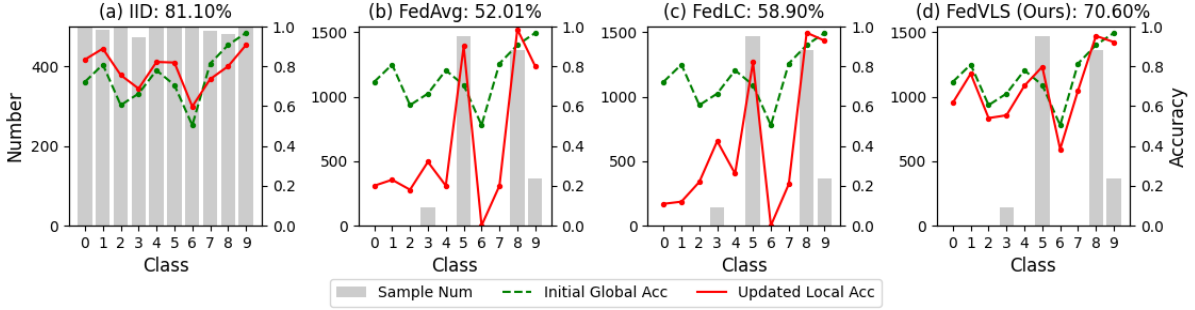 (a) IID: 81.10%
(b) FedAvg: 52.01%
(c) FedLC: 58.90%
(d) FedVLS (Ours): 70.60%
Number
400
200
0
1.0
0.8
0.6
0.4
0.2
0.0
0 1 2 3 4 5 6 7 8 9
Class
1500
1000
500
0
1.0
0.8
0.6
0.4
0.2
0.0
0 1 2 3 4 5 6 7 8 9
Class
1500
1000
500
0
1.0
0.8
0.6
0.4
0.2
0.0
0 1 2 3 4 5 6 7 8 9
Class
1500
1000
500
0
1.0
0.8
0.6
0.4
0.2
0.0
0 1 2 3 4 5 6 7 8 9
Class
Accuracy
Sample Num Initial Global Acc Updated Local Acc